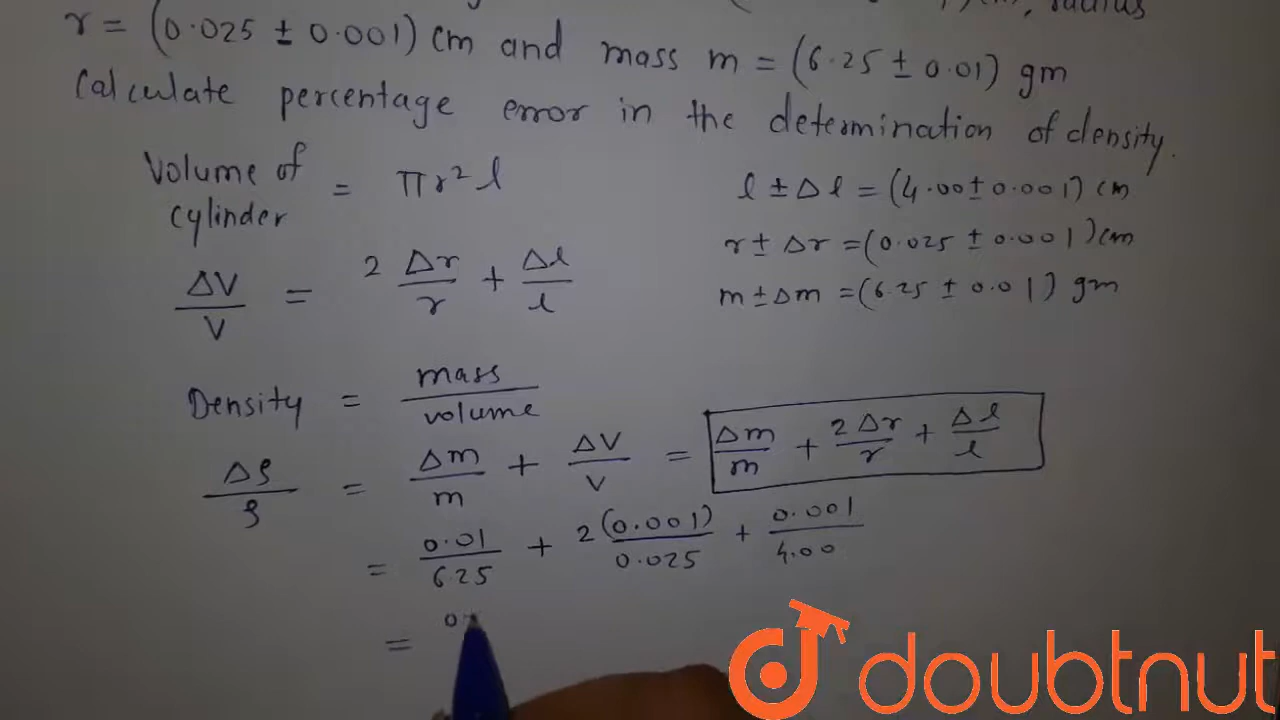 ) cm, radius
r = (0.025 ± 0.001) cm and mass m = (6.25 ± 0.01) gm
Calculate percentage error in the determination of density.
Volume of cylinder = πr²l
l ± Δl = (4.00 ± 0.001) cm
r ± Δr = (0.025 ± 0.001) cm
m ± Δm = (6.25 ± 0.01) gm
ΔV/V = 2 Δr/r + Δl/l
Density = mass/volume
Δρ/ρ = Δm/m + ΔV/V = Δm/m + 2Δr/r + Δl/l
= 0.01/6.25 + 2(0.001)/0.025 + 0.001/4.00
= 0.
doubtnut